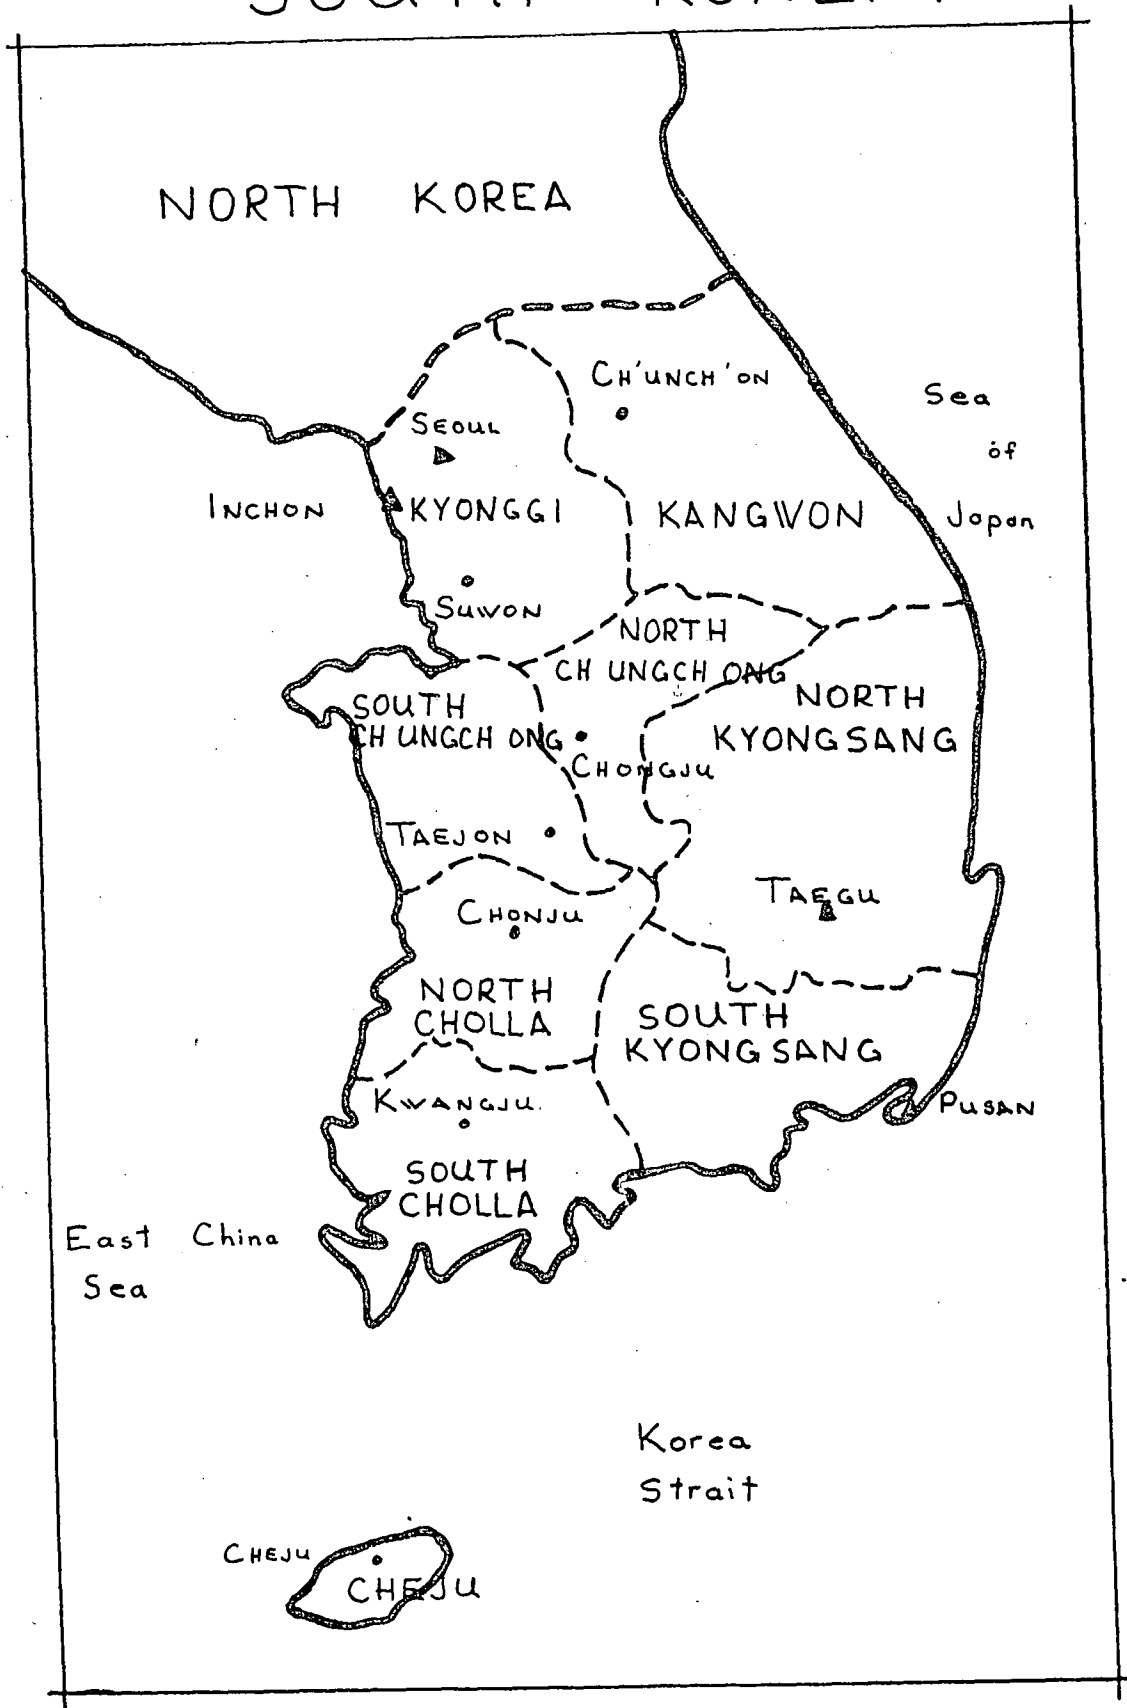 SOUTH KOREA
NORTH KOREA
CH'UNCH'ON
Sea
of
Japan
SEOUL
INCHON
KYONGGI
KANGWON
SUWON
NORTH
CH UNGCH ONG
SOUTH
CH UNGCH ONG
NORTH
KYONGSANG
CHONGJU
TAEJON
TAEGU
CHONJU
NORTH
CHOLLA
SOUTH
KYONGSANG
KWANGJU
PUSAN
SOUTH
CHOLLA
East China
Sea
Korea
Strait
CHEJU
CHEJU